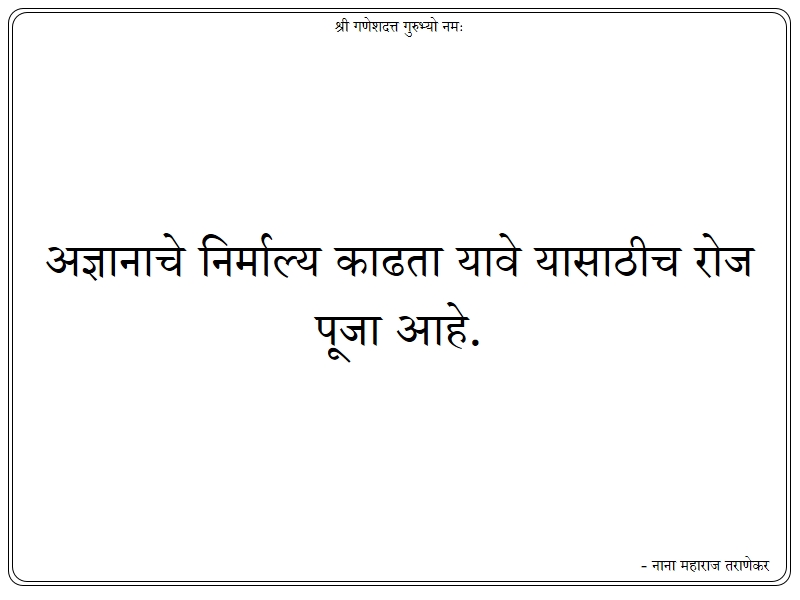 श्री गणेशदत्त गुरुभ्यो नमः
अज्ञानाचे निर्माल्य काढता यावे यासाठीच रोज
पूजा आहे.
- नाना महाराज तराणेकर